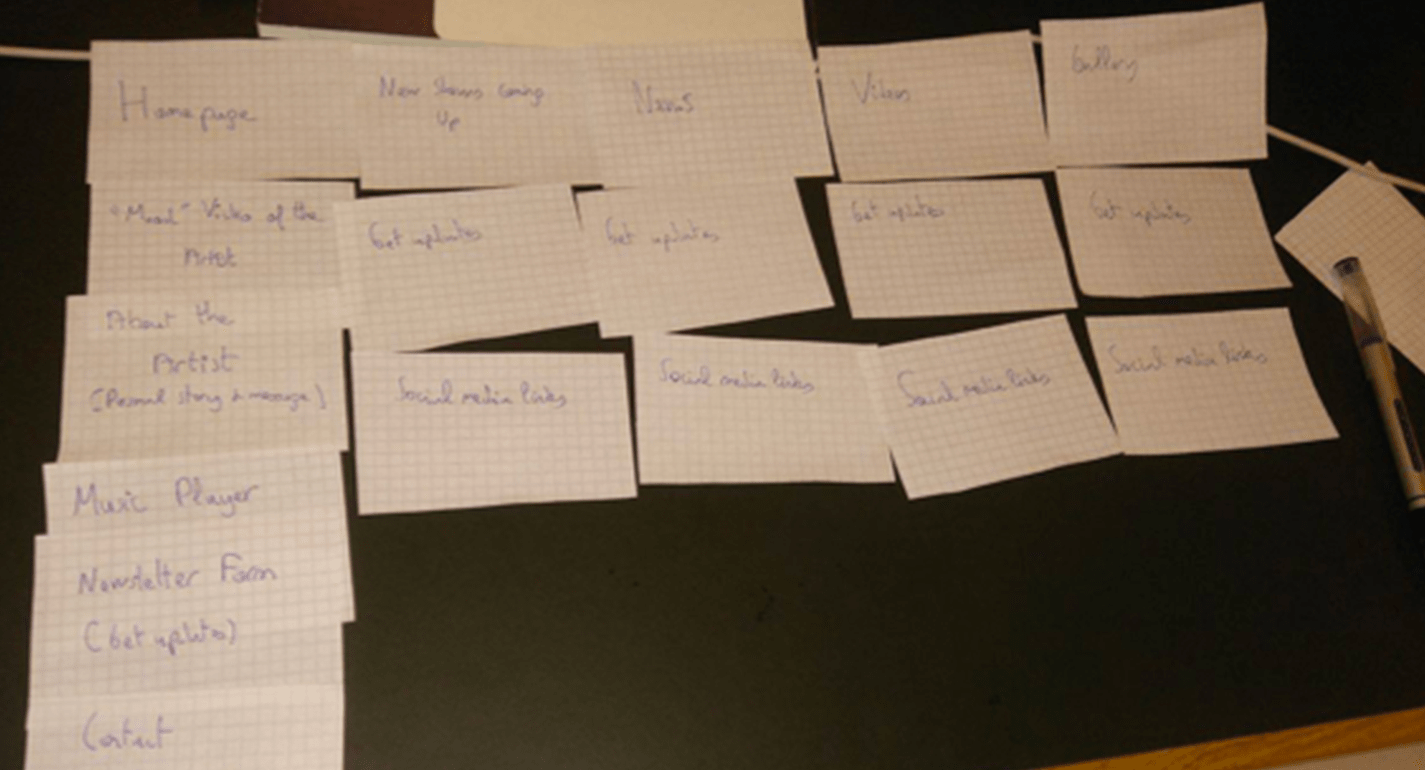 Homepage
New Shows Coming
Up
News
Videos
Gallery
"Mood" Video of the
Artist
Get updates
Get updates
Get updates
Get updates
About the
Artist
(Personal story & message)
Social media links
Social media links
Social media links
Social media links
Music Player
Newsletter Form
(Get updates)
Contact